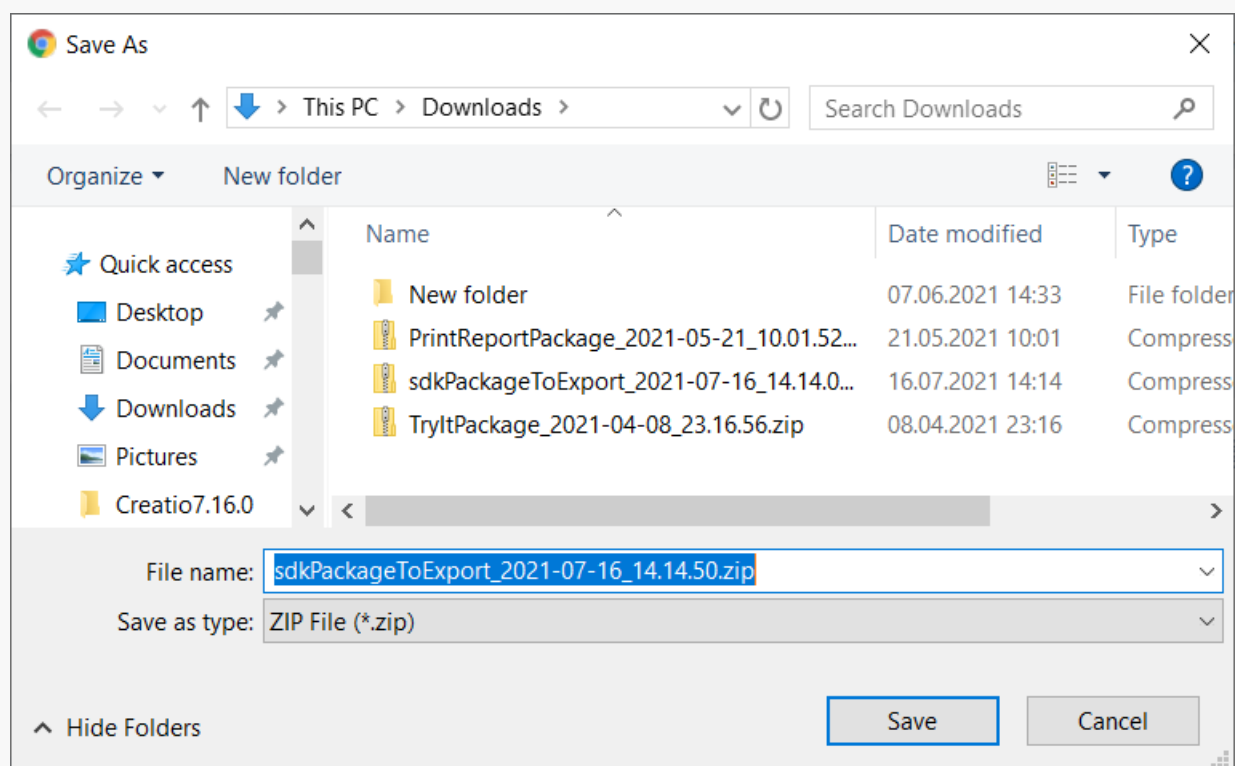 Save As
This PC > Downloads >
Search Downloads
Organize
New folder
?
Name
Date modified
Type
Quick access
Desktop
Documents
Downloads
Pictures
Creatio7.16.0
New folder 07.06.2021 14:33 File folder
PrintReportPackage_2021-05-21_10.01.52... 21.05.2021 10:01 Compress
sdkPackageToExport_2021-07-16_14.14.0... 16.07.2021 14:14 Compress
TryItPackage_2021-04-08_23.16.56.zip 08.04.2021 23:16 Compress
File name: sdkPackageToExport_2021-07-16_14.14.50.zip
Save as type: ZIP File (*.zip)
Hide Folders
Save
Cancel